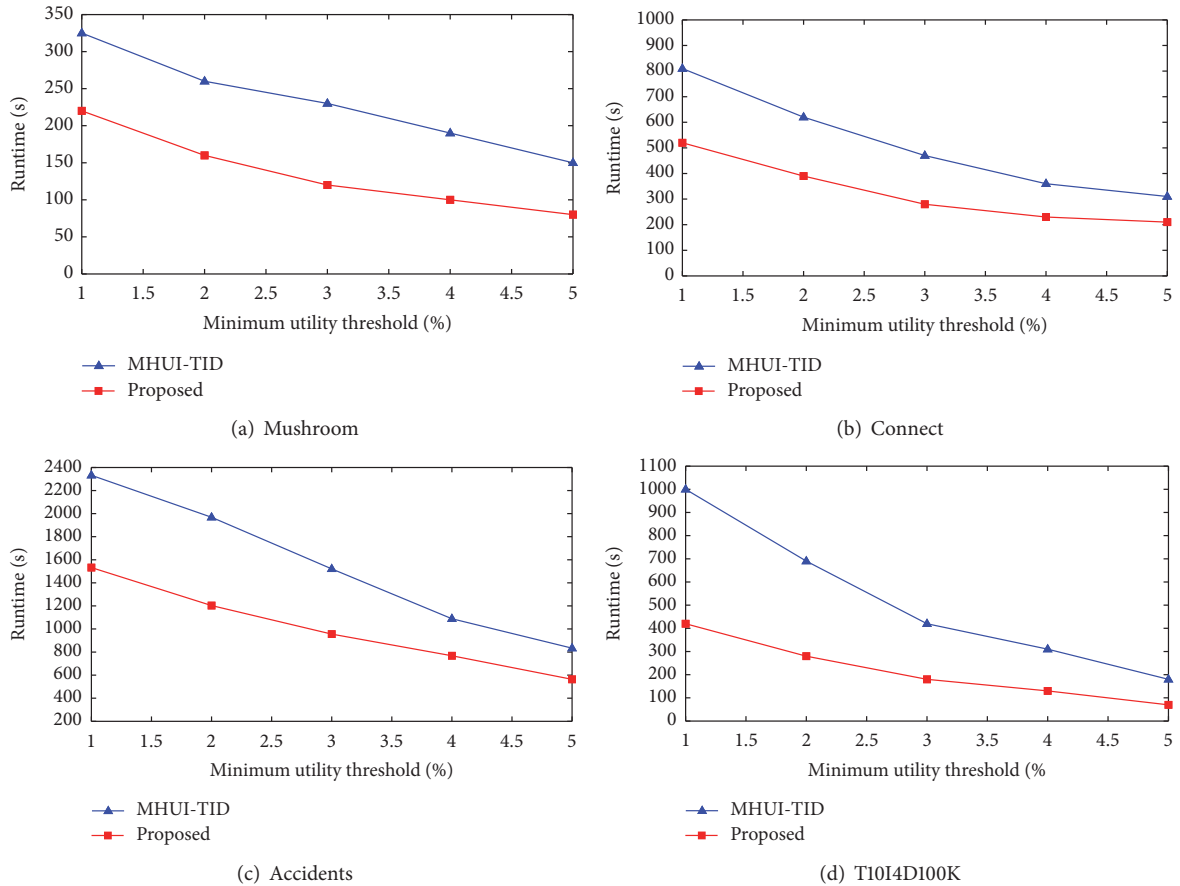 350
300
250
200
150
100
50
0
Runtime (s)
1 1.5 2 2.5 3 3.5 4 4.5 5
Minimum utility threshold (%)
MHUI-TID
Proposed
(a) Mushroom
1000
900
800
700
600
500
400
300
200
100
0
Runtime (s)
1 1.5 2 2.5 3 3.5 4 4.5 5
Minimum utility threshold (%)
MHUI-TID
Proposed
(b) Connect
2400
2200
2000
1800
1600
1400
1200
1000
800
600
400
200
Runtime (s)
1 1.5 2 2.5 3 3.5 4 4.5 5
Minimum utility threshold (%)
MHUI-TID
Proposed
(c) Accidents
1100
1000
900
800
700
600
500
400
300
200
100
0
Runtime (s)
1 1.5 2 2.5 3 3.5 4 4.5 5
Minimum utility threshold (%
MHUI-TID
Proposed
(d) T10I4D100K